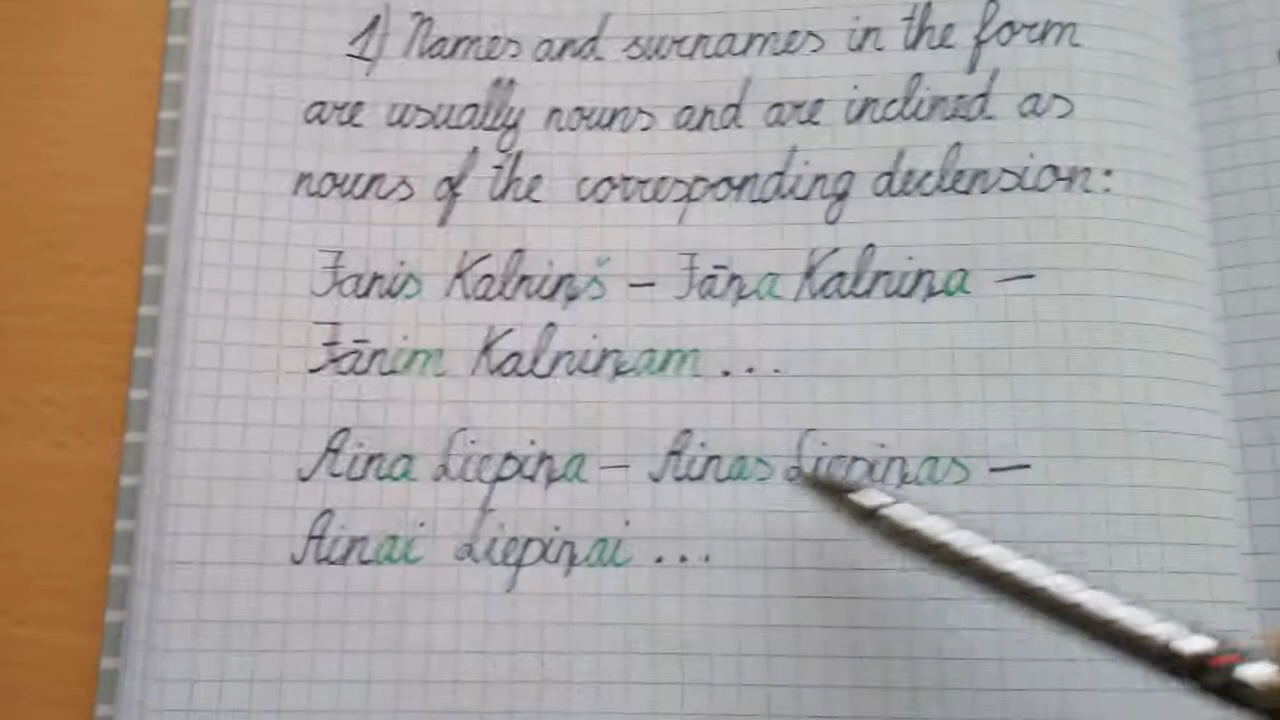 1) Names and surnames in the form
are usually nouns and are inclined as
nouns of the corresponding declension:
Janis Kalniņš – Jāņa Kalniņa –
Jānim Kalniņam ...
Aina Liepiņa – Ainas Liepiņas –
Ainai Liepiņai ...